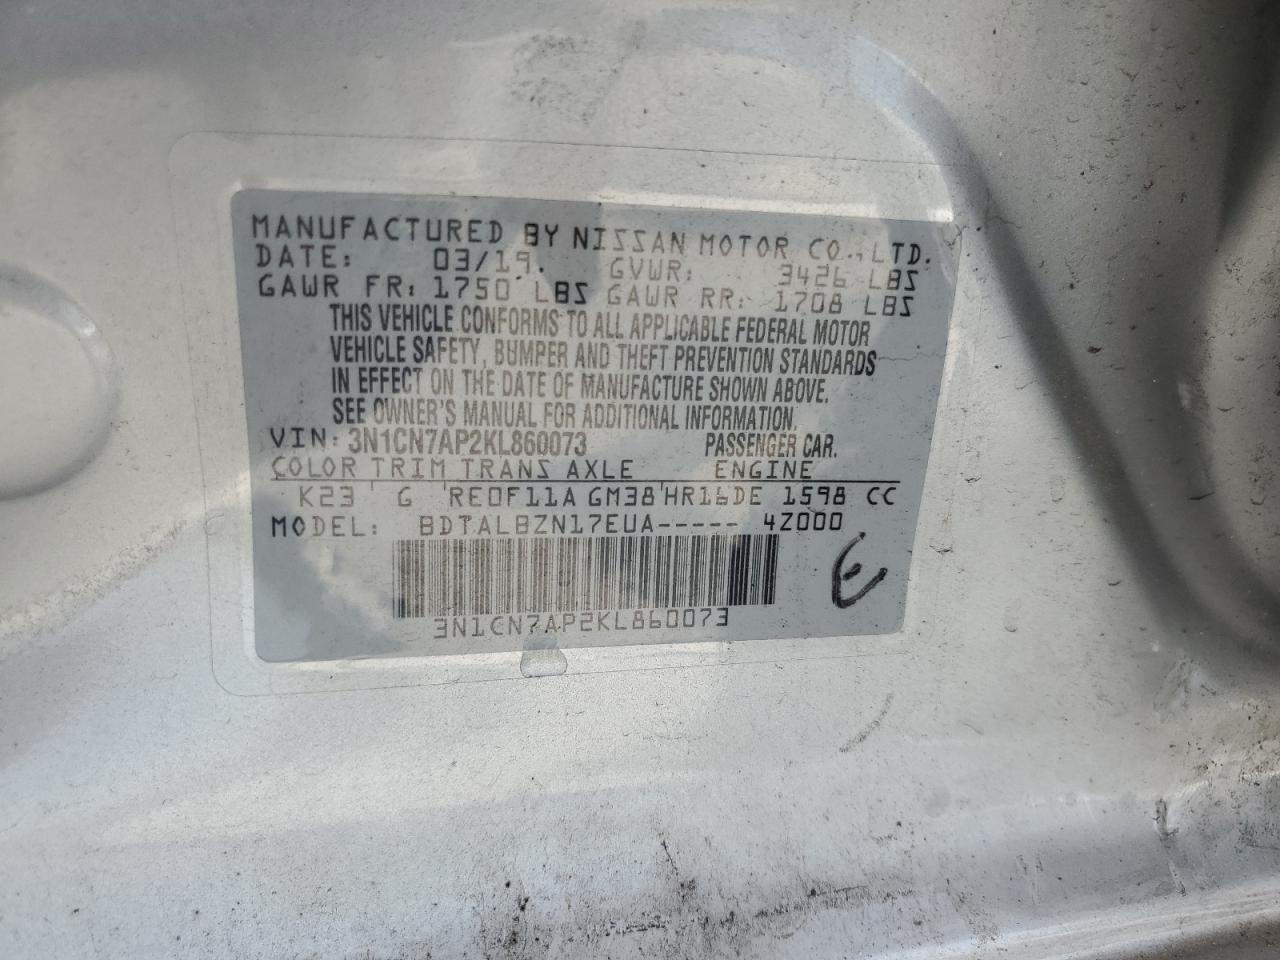 MANUFACTURED BY NISSAN MOTOR CO.,LTD.
DATE: 03/19. GVWR: 3426 LBS
GAWR FR: 1750 LBS GAWR RR: 1708 LBS
THIS VEHICLE CONFORMS TO ALL APPLICABLE FEDERAL MOTOR
VEHICLE SAFETY, BUMPER AND THEFT PREVENTION STANDARDS
IN EFFECT ON THE DATE OF MANUFACTURE SHOWN ABOVE.
SEE OWNER'S MANUAL FOR ADDITIONAL INFORMATION.
VIN: 3N1CN7AP2KL860073 PASSENGER CAR.
COLOR TRIM TRANS AXLE ENGINE
K23 G RE0F11A GM38 HR16DE 1598 CC
MODEL: BDTALBZN17EUA----- 4Z000
3N1CN7AP2KL860073